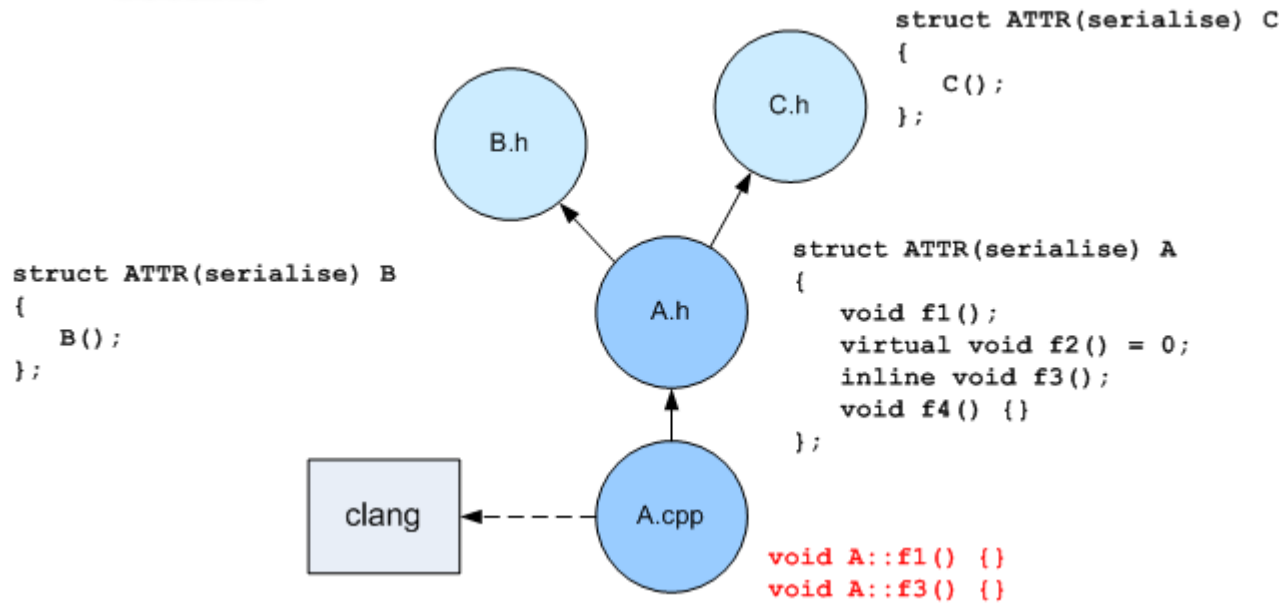 struct ATTR(serialise) C
{
C();
};
C.h
B.h
struct ATTR(serialise) B
{
B();
};
A.h
struct ATTR(serialise) A
{
void f1();
virtual void f2() = 0;
inline void f3();
void f4() {}
};
clang
A.cpp
void A::f1() {}
void A::f3() {}